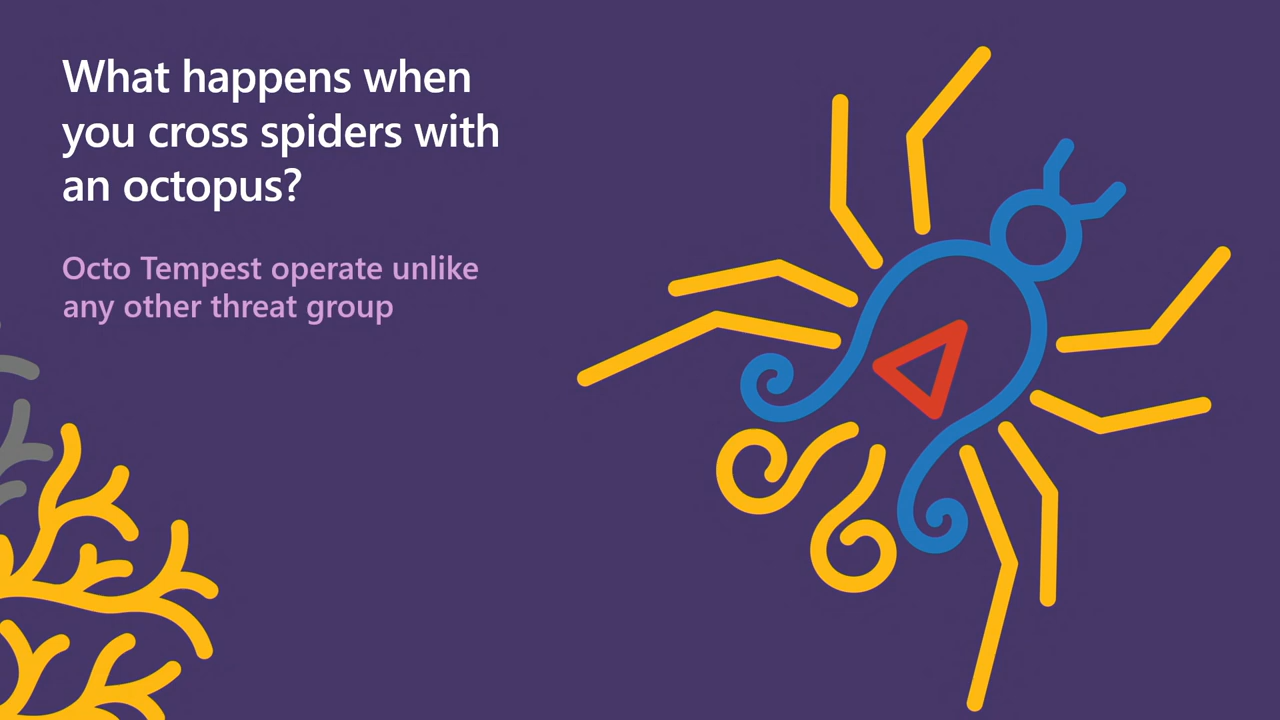 What happens when
you cross spiders with
an octopus?
Octo Tempest operate unlike
any other threat group